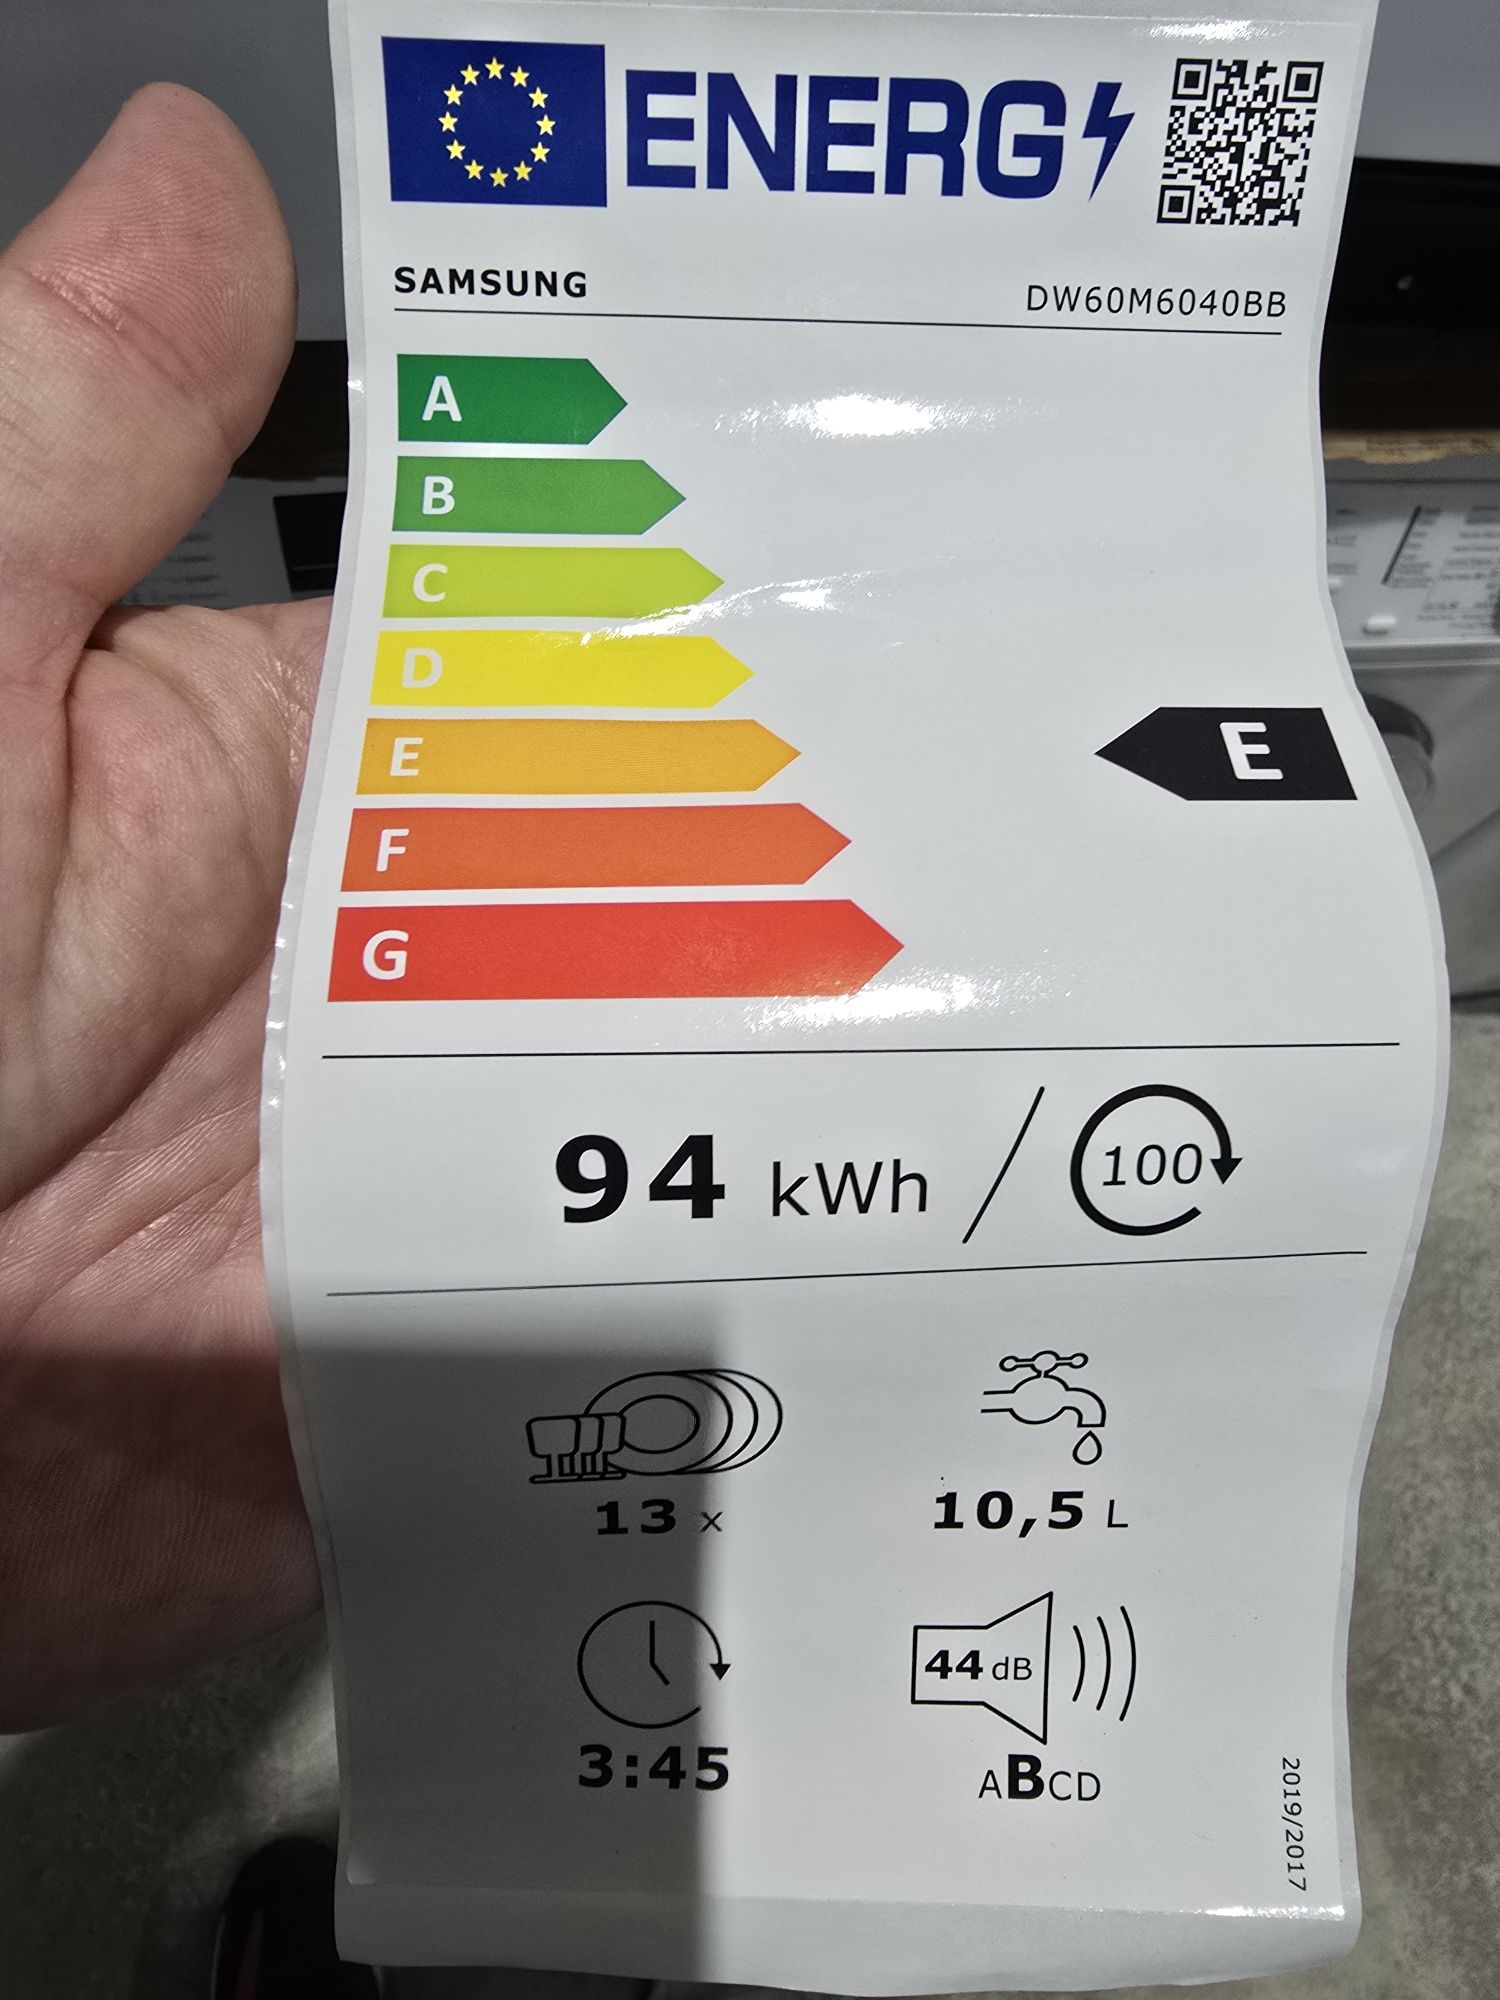 ENERG
SAMSUNG
DW60M6040BB
A
B
C
D
E
E
F
G
94 kWh / 100
13 x
10,5 L
3:45
44 dB
ABCD
2019/2017